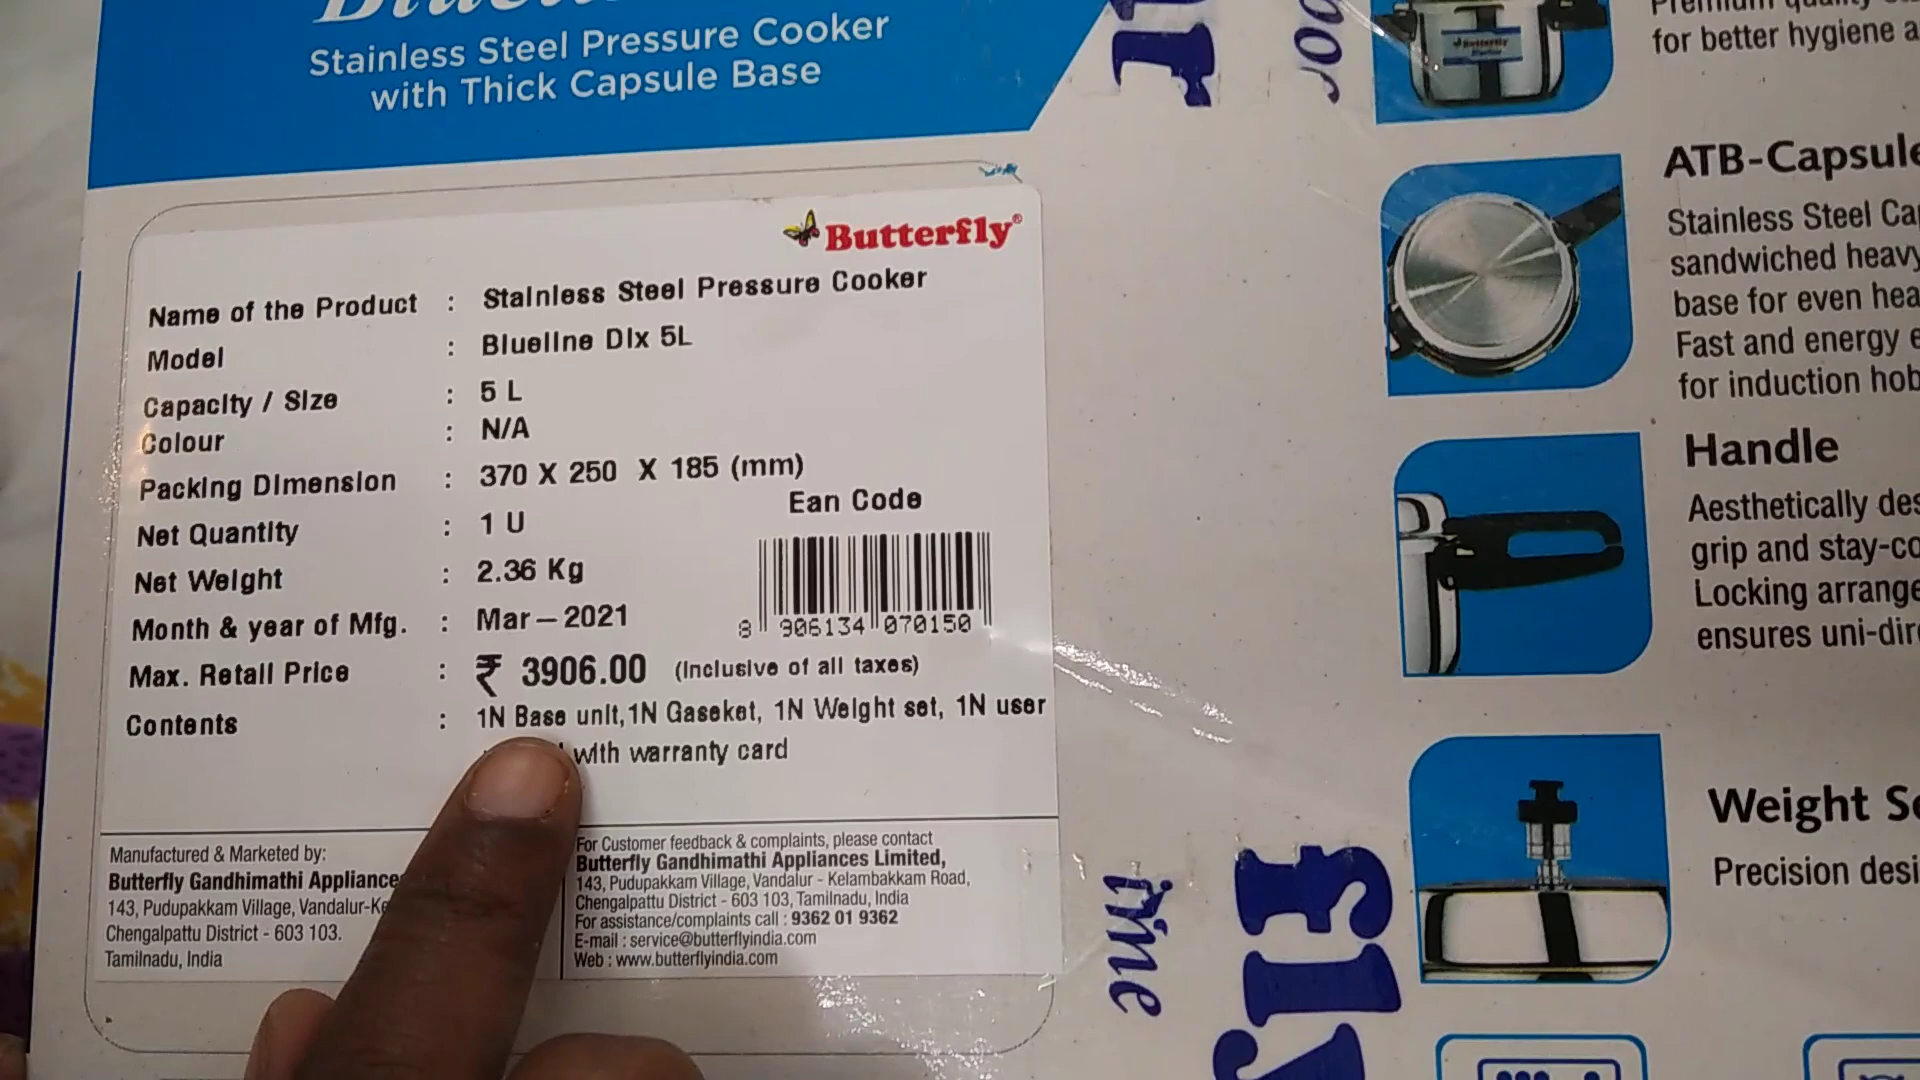 Stainless Steel Pressure Cooker
with Thick Capsule Base
Butterfly®
Name of the Product : Stainless Steel Pressure Cooker
Model : Blueline Dlx 5L
Capacity / Size : 5 L
Colour : N/A
Packing Dimension : 370 X 250 X 185 (mm)
Ean Code
Net Quantity : 1 U
Net Weight : 2.36 Kg
8 906134 070150
Month & year of Mfg. : Mar – 2021
Max. Retail Price : ₹ 3906.00 (Inclusive of all taxes)
Contents : 1N Base unit, 1N Gaseket, 1N Weight set, 1N user
with warranty card
Manufactured & Marketed by:
Butterfly Gandhimathi Appliance
143, Pudupakkam Village, Vandalur-Ke
Chengalpattu District - 603 103.
Tamilnadu, India
For Customer feedback & complaints, please contact
Butterfly Gandhimathi Appliances Limited,
143, Pudupakkam Village, Vandalur - Kelambakkam Road,
Chengalpattu District - 603 103, Tamilnadu, India
For assistance/complaints call : 9362 01 9362
E-mail : service@butterflyindia.com
Web : www.butterflyindia.com
Butterfly
for better hygiene a
ATB-Capsule
Stainless Steel Ca
sandwiched heavy
base for even hea
Fast and energy e
for induction hob
Handle
Aesthetically des
grip and stay-co
Locking arrange
ensures uni-dir
Weight Se
Precision desi